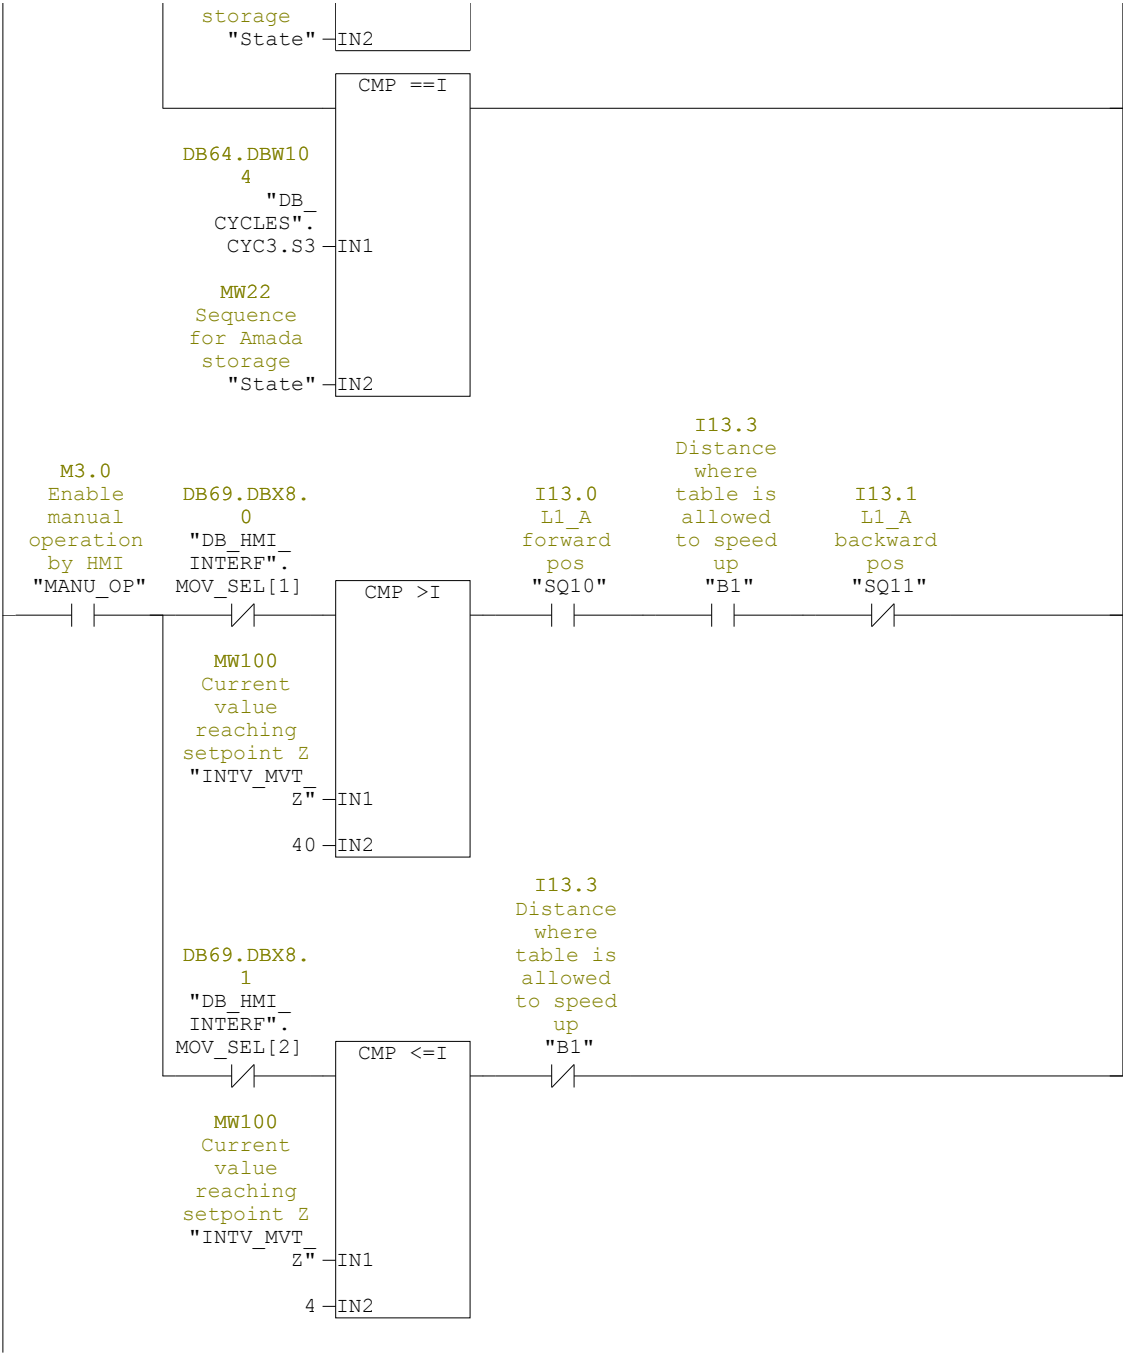 storage
"State"
IN2
CMP ==I
DB64.DBW10
4
"DB_
CYCLES".
CYC3.S3
IN1
MW22
Sequence
for Amada
storage
"State"
IN2
M3.0
Enable
manual
operation
by HMI
"MANU_OP"
DB69.DBX8.
0
"DB_HMI_
INTERF".
MOV_SEL[1]
CMP >I
I13.0
L1_A
forward
pos
"SQ10"
I13.3
Distance
where
table is
allowed
to speed
up
"B1"
I13.1
L1_A
backward
pos
"SQ11"
MW100
Current
value
reaching
setpoint Z
"INTV_MVT_
Z"
IN1
40
IN2
DB69.DBX8.
1
"DB_HMI_
INTERF".
MOV_SEL[2]
CMP <=I
I13.3
Distance
where
table is
allowed
to speed
up
"B1"
MW100
Current
value
reaching
setpoint Z
"INTV_MVT_
Z"
IN1
4
IN2